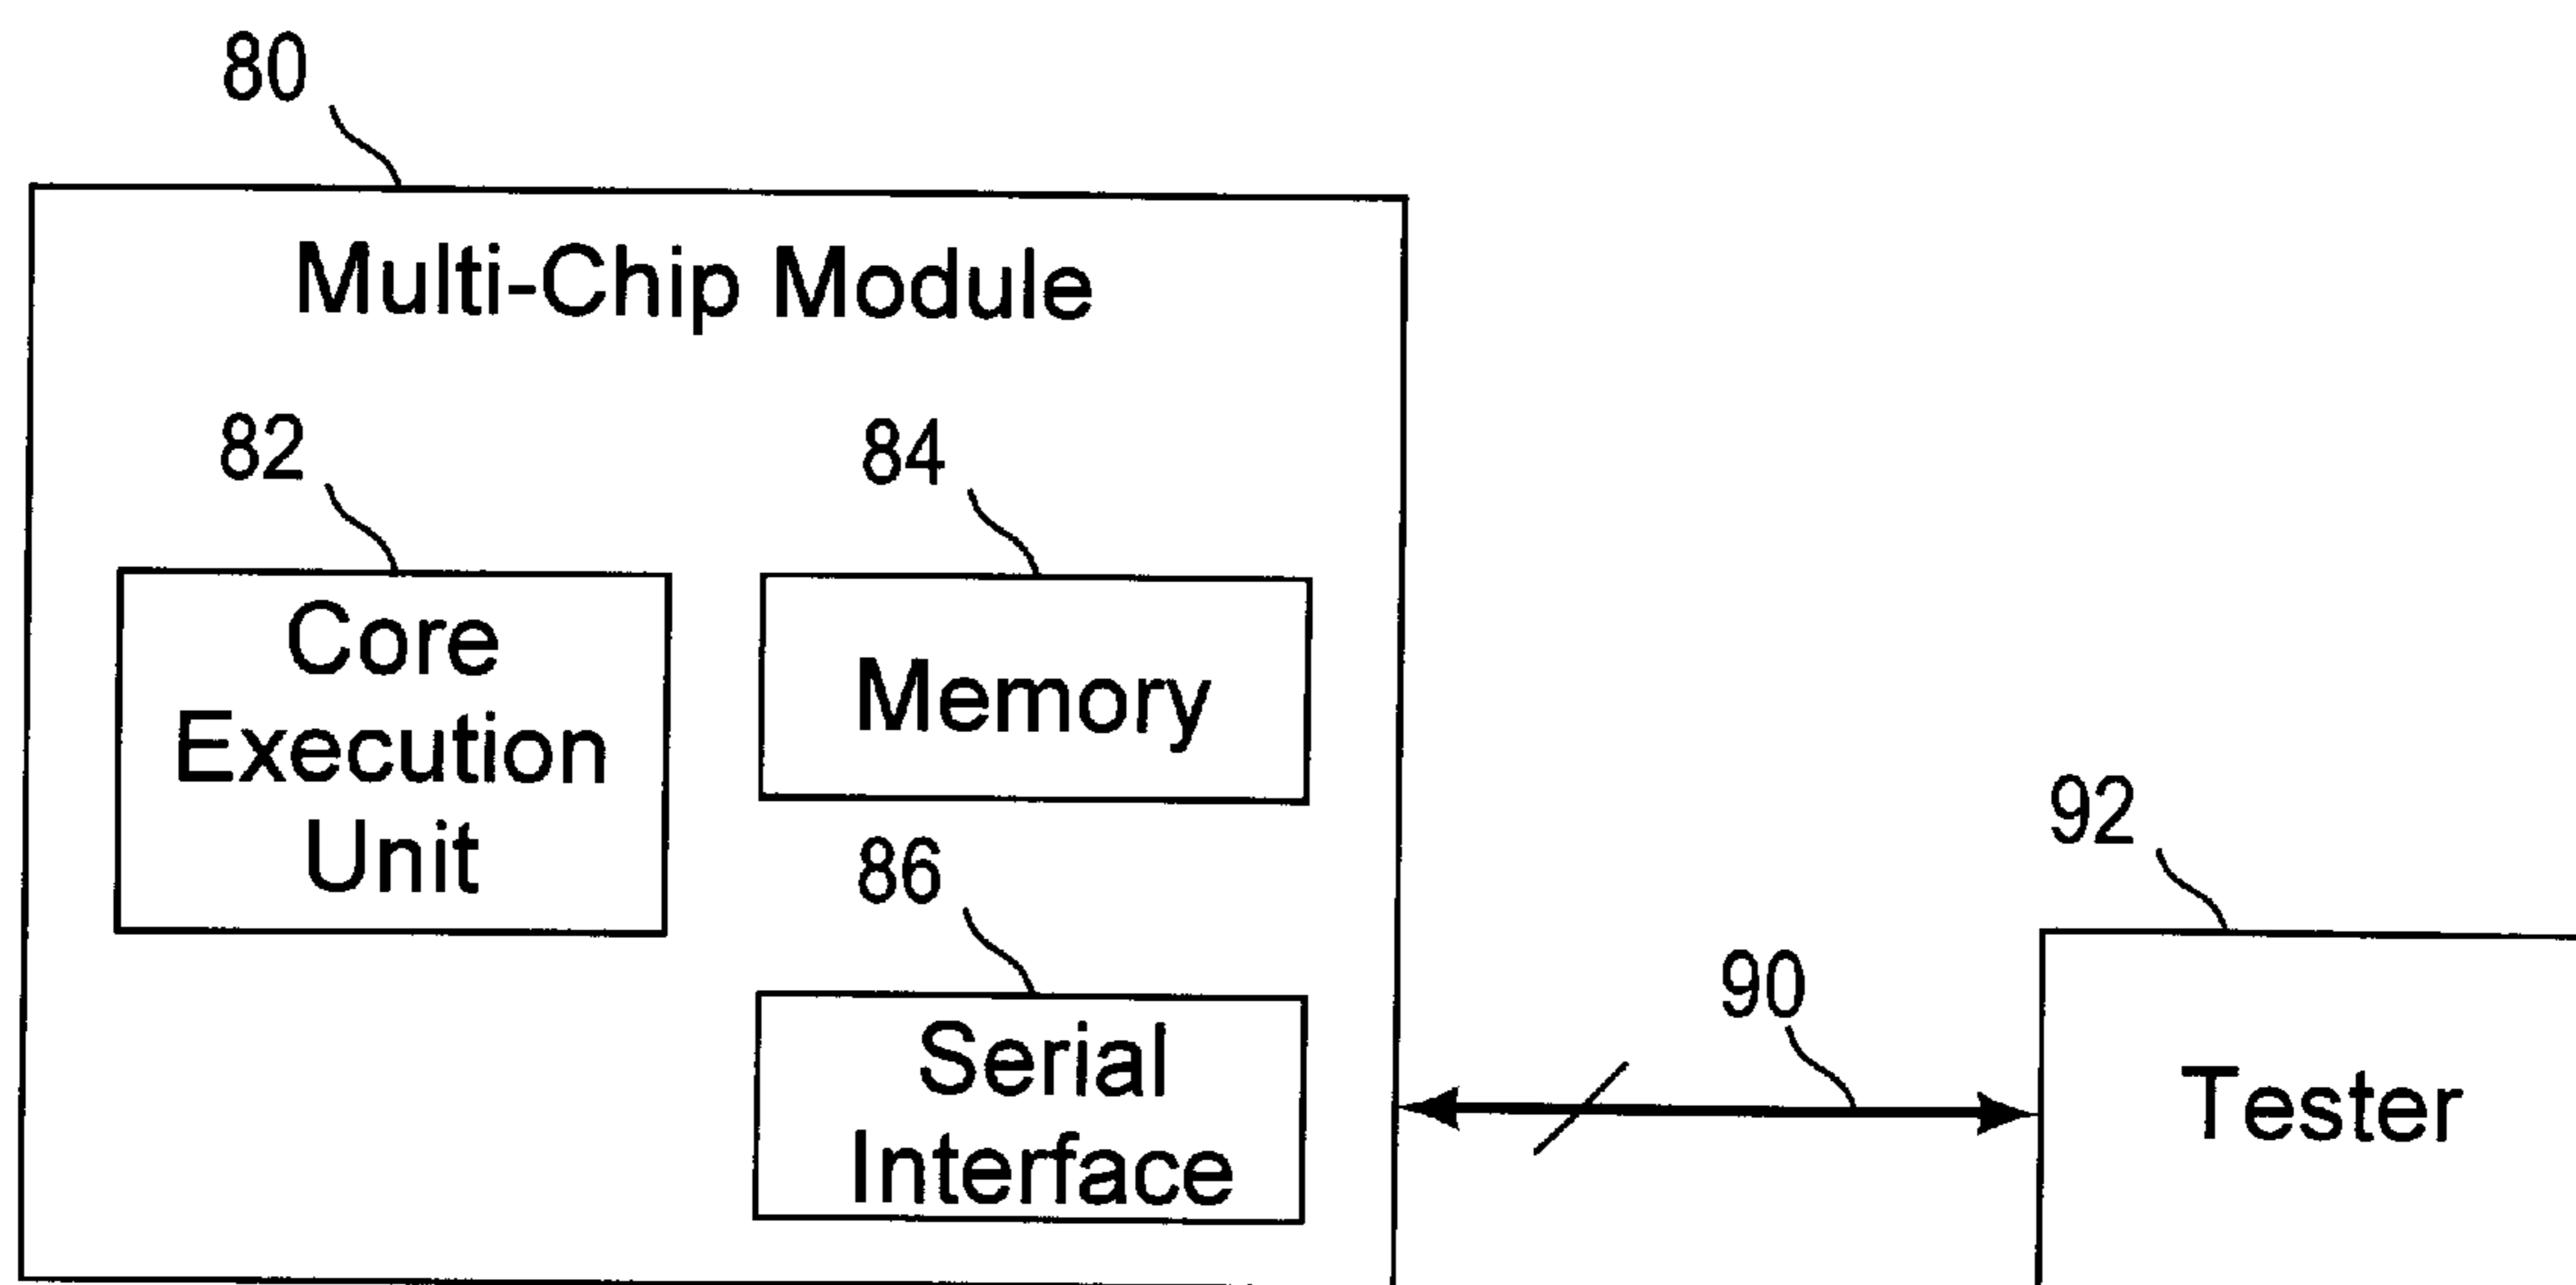 80
Multi-Chip Module
82
84
Core
Execution
Unit
Memory
86
Serial
Interface
90
92
Tester